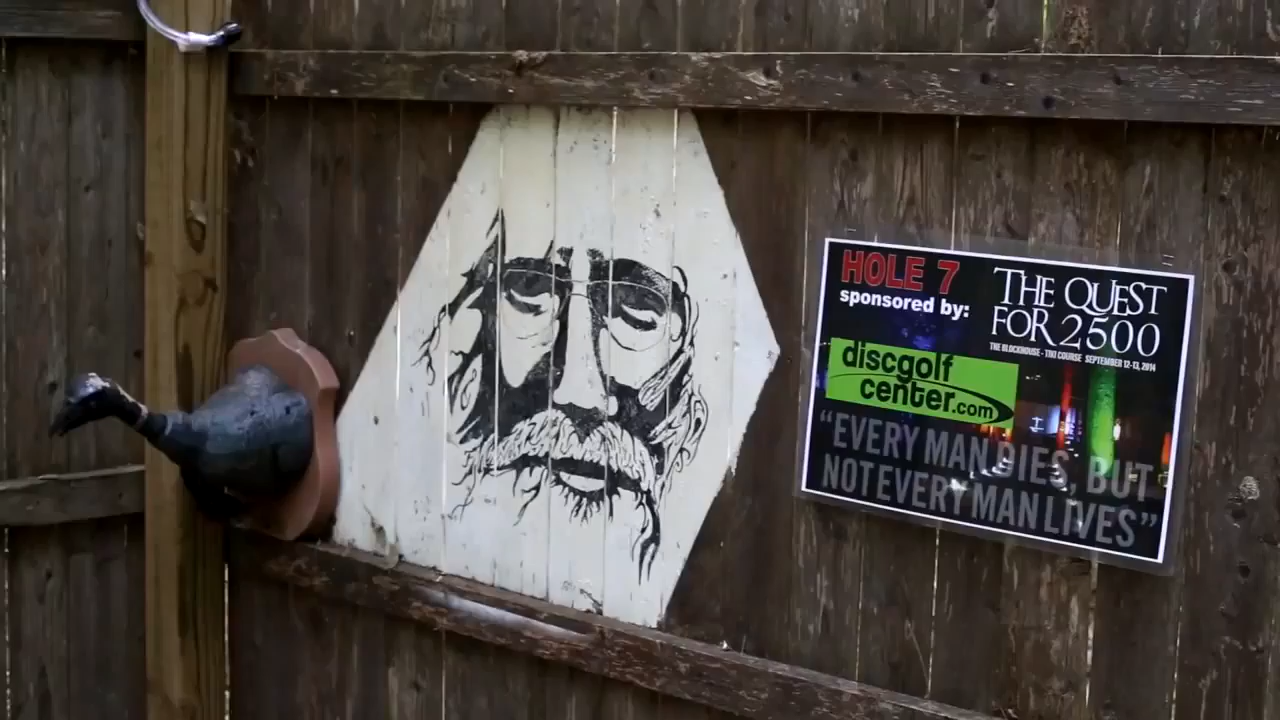 HOLE 7
sponsored by:
THE QUEST
FOR 2500
THE BLOCKHOUSE - TIKI COURSE SEPTEMBER 12-13, 2014
discgolf
center.com
“EVERY MAN DIES, BUT
NOT EVERY MAN LIVES”